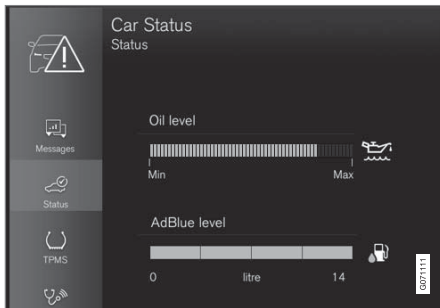 Car Status
Status
Messages
Status
TPMS
Oil level
Min Max
AdBlue level
0 litre 14
G071111